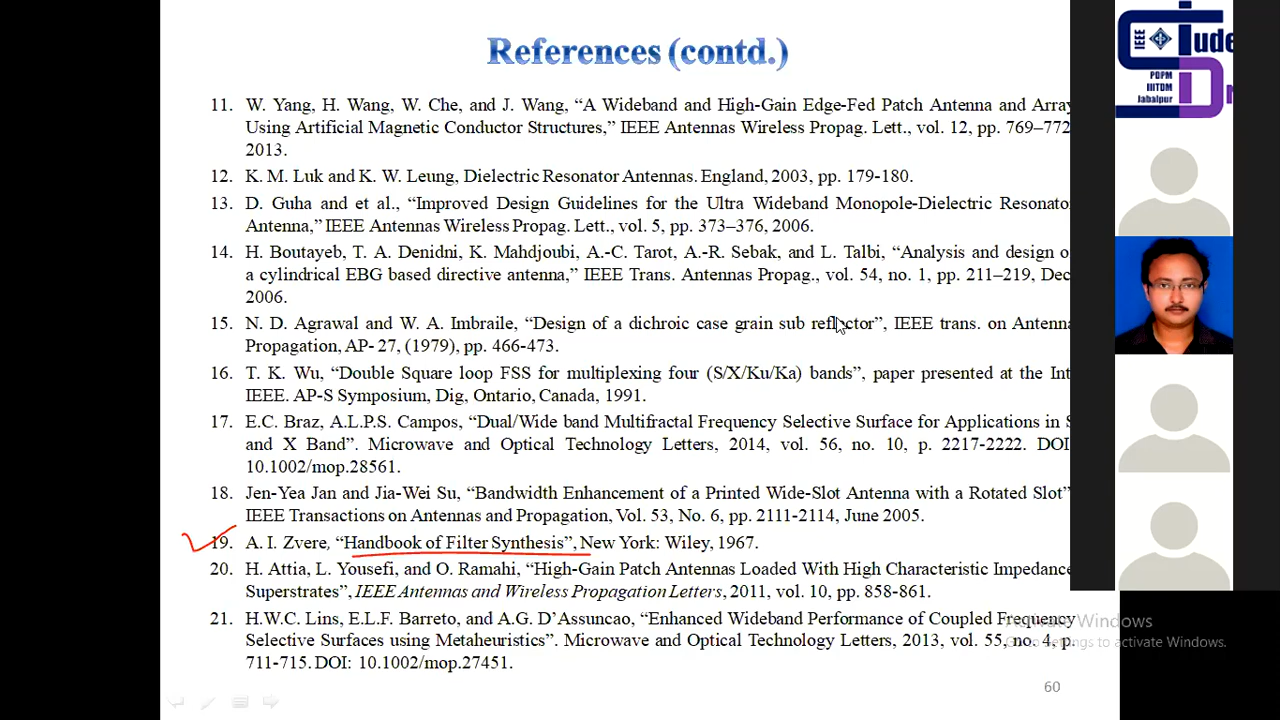 References (contd.)
11. W. Yang, H. Wang, W. Che, and J. Wang, “A Wideband and High-Gain Edge-Fed Patch Antenna and Array
Using Artificial Magnetic Conductor Structures,” IEEE Antennas Wireless Propag. Lett., vol. 12, pp. 769–772
2013.
12. K. M. Luk and K. W. Leung, Dielectric Resonator Antennas. England, 2003, pp. 179-180.
13. D. Guha and et al., “Improved Design Guidelines for the Ultra Wideband Monopole-Dielectric Resonator
Antenna,” IEEE Antennas Wireless Propag. Lett., vol. 5, pp. 373–376, 2006.
14. H. Boutayeb, T. A. Denidni, K. Mahdjoubi, A.-C. Tarot, A.-R. Sebak, and L. Talbi, “Analysis and design o
a cylindrical EBG based directive antenna,” IEEE Trans. Antennas Propag., vol. 54, no. 1, pp. 211–219, Dec
2006.
15. N. D. Agrawal and W. A. Imbraile, “Design of a dichroic case grain sub reflector”, IEEE trans. on Antenna
Propagation, AP- 27, (1979), pp. 466-473.
16. T. K. Wu, “Double Square loop FSS for multiplexing four (S/X/Ku/Ka) bands”, paper presented at the Int
IEEE. AP-S Symposium, Dig, Ontario, Canada, 1991.
17. E.C. Braz, A.L.P.S. Campos, “Dual/Wide band Multifractal Frequency Selective Surface for Applications in S
and X Band”. Microwave and Optical Technology Letters, 2014, vol. 56, no. 10, p. 2217-2222. DOI
10.1002/mop.28561.
18. Jen-Yea Jan and Jia-Wei Su, “Bandwidth Enhancement of a Printed Wide-Slot Antenna with a Rotated Slot”
IEEE Transactions on Antennas and Propagation, Vol. 53, No. 6, pp. 2111-2114, June 2005.
19. A. I. Zvere, “Handbook of Filter Synthesis”, New York: Wiley, 1967.
20. H. Attia, L. Yousefi, and O. Ramahi, “High-Gain Patch Antennas Loaded With High Characteristic Impedance
Superstrates”, IEEE Antennas and Wireless Propagation Letters, 2011, vol. 10, pp. 858-861.
21. H.W.C. Lins, E.L.F. Barreto, and A.G. D’Assuncao, “Enhanced Wideband Performance of Coupled Frequency
Selective Surfaces using Metaheuristics”. Microwave and Optical Technology Letters, 2013, vol. 55, no. 4, p.
711-715. DOI: 10.1002/mop.27451.
60
IEEE
tude
PDPM
IIITDM
Jabalpur
Activate Windows
Go to Settings to activate Windows.